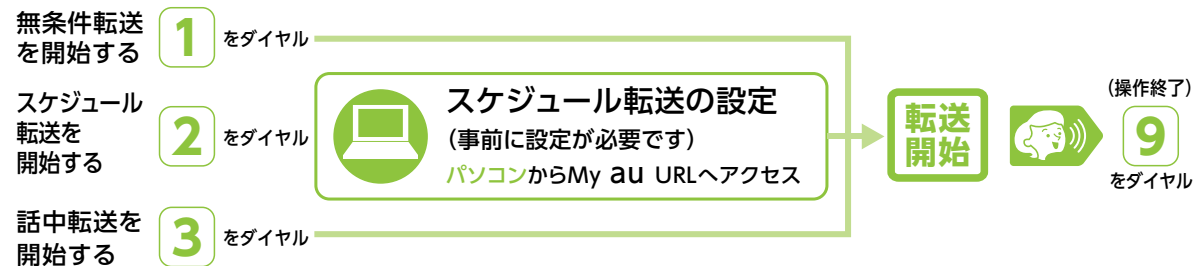 無条件転送
を開始する
1
をダイヤル
スケジュール
転送を
開始する
2
をダイヤル
話中転送を
開始する
3
をダイヤル
スケジュール転送の設定
(事前に設定が必要です)
パソコンからMy au URLへアクセス
転送
開始
(操作終了)
9
をダイヤル